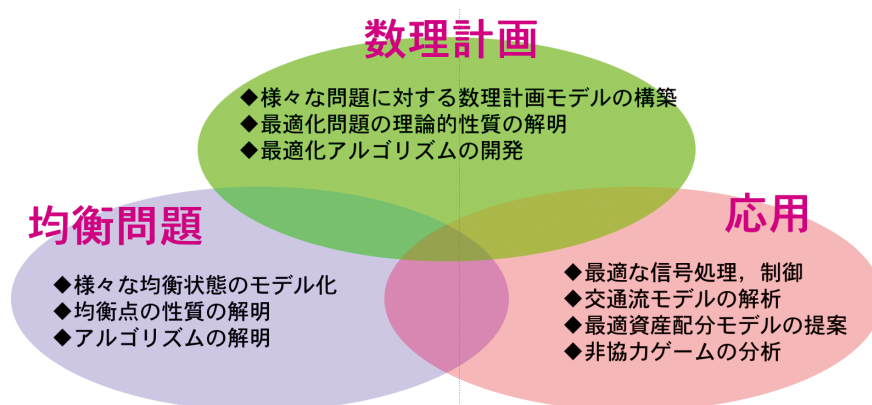 数理計画
◆様々な問題に対する数理計画モデルの構築
◆最適化問題の理論的性質の解明
◆最適化アルゴリズムの開発
均衡問題
◆様々な均衡状態のモデル化
◆均衡点の性質の解明
◆アルゴリズムの解明
応用
◆最適な信号処理，制御
◆交通流モデルの解析
◆最適資産配分モデルの提案
◆非協力ゲームの分析